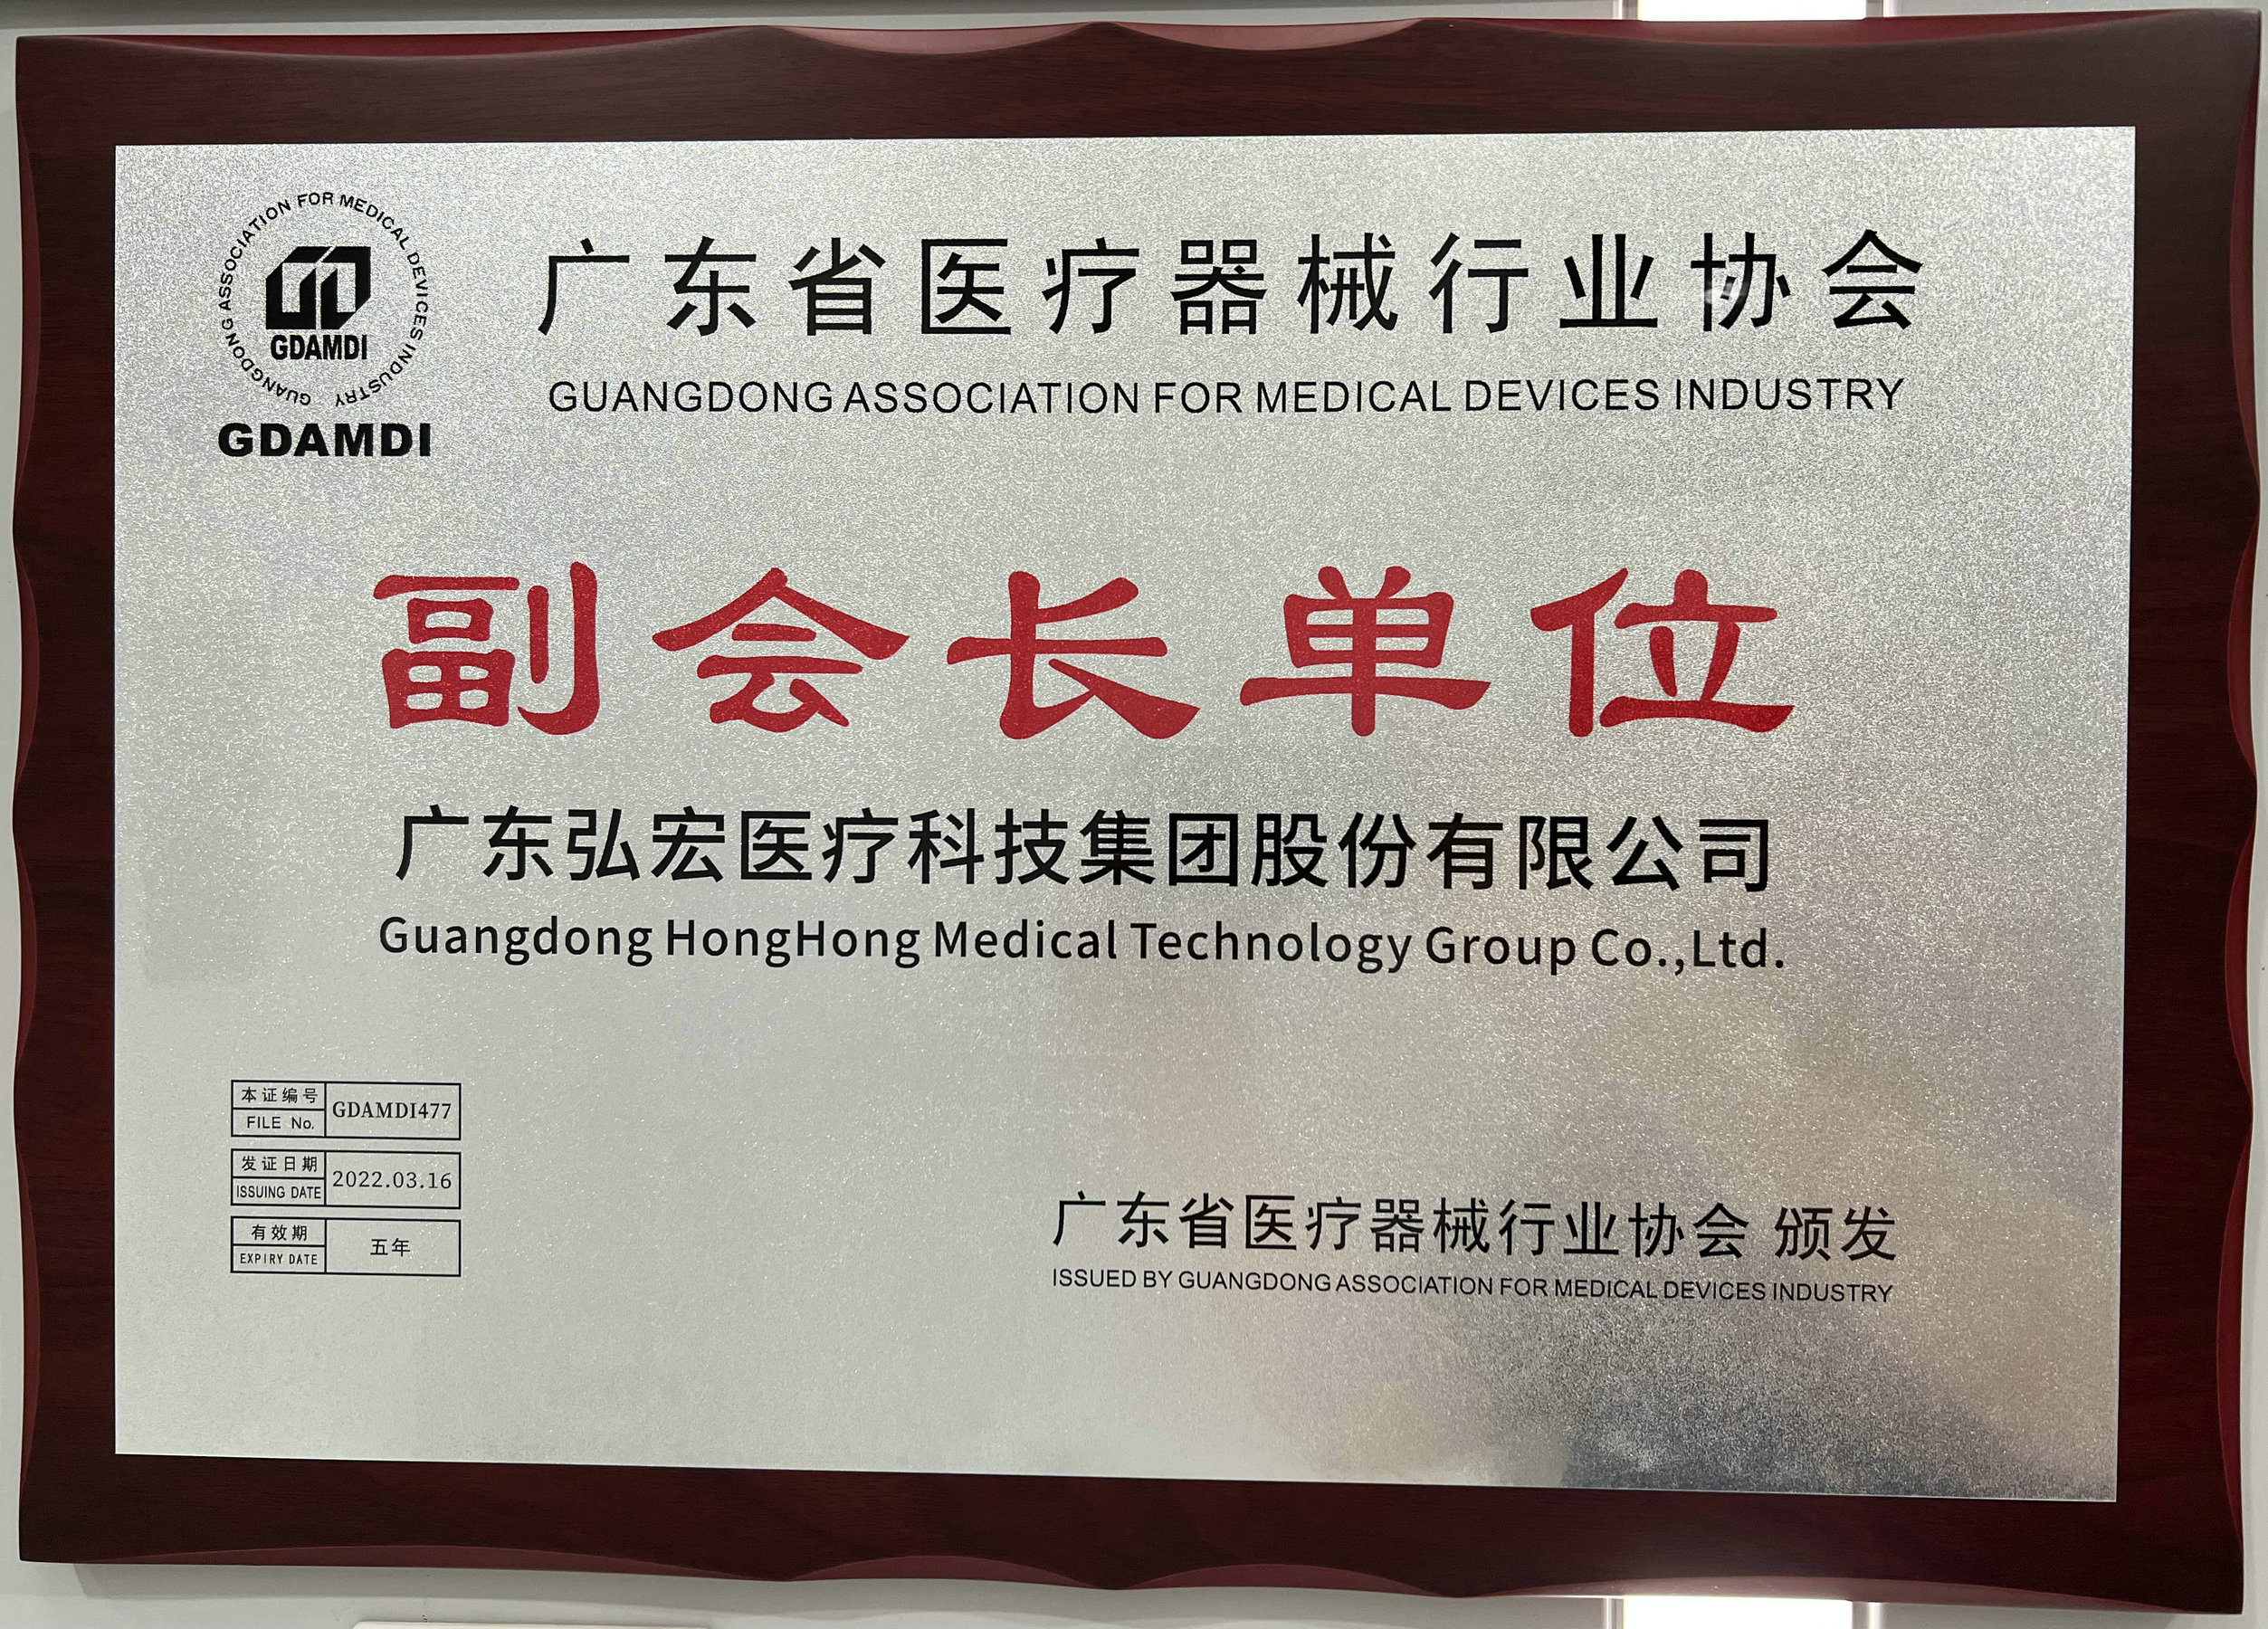 GUANGDONG ASSOCIATION FOR MEDICAL DEVICES INDUSTRY
GDAMDI
GDAMDI
广东省医疗器械行业协会
GUANGDONG ASSOCIATION FOR MEDICAL DEVICES INDUSTRY
副会长单位
广东弘宏医疗科技集团股份有限公司
Guangdong HongHong Medical Technology Group Co.,Ltd.
本证编号
FILE No.
GDAMDI477
发证日期
ISSUING DATE
2022.03.16
有效期
EXPIRY DATE
五年
广东省医疗器械行业协会 颁发
ISSUED BY GUANGDONG ASSOCIATION FOR MEDICAL DEVICES INDUSTRY